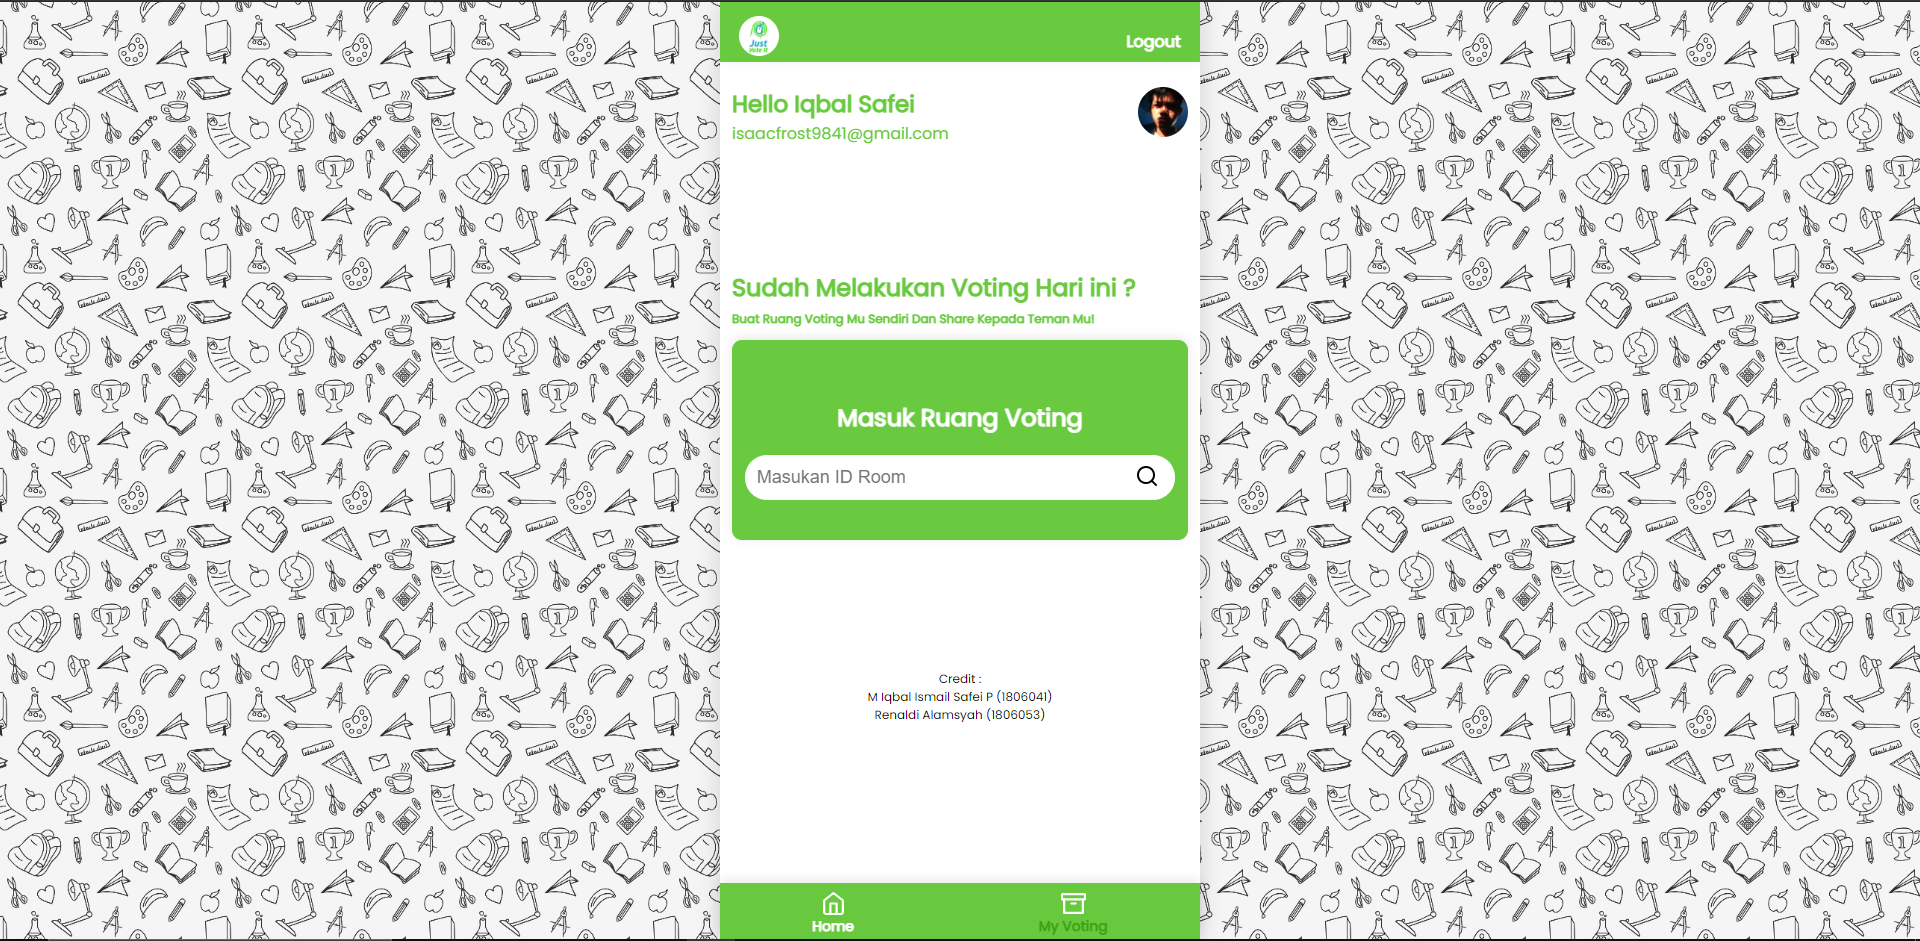 Just
Vote it
Logout
Hello Iqbal Safei
isaacfrost9841@gmail.com
Sudah Melakukan Voting Hari ini ?
Buat Ruang Voting Mu Sendiri Dan Share Kepada Teman Mu!
Masuk Ruang Voting
Masukan ID Room
Credit :
M Iqbal Ismail Safei P (1806041)
Renaldi Alamsyah (1806053)
Home
My Voting